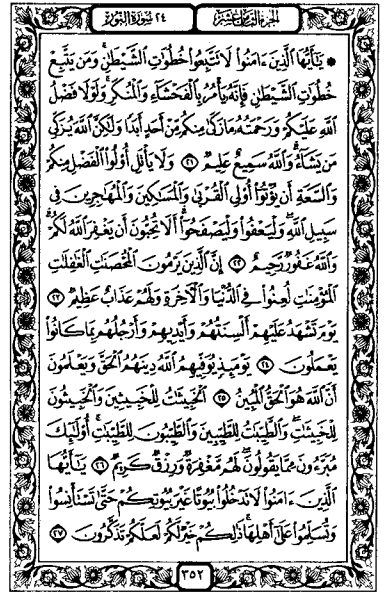 الجزء الثامن عشر ٢٤ سورة النور
۞ يَٰٓأَيُّهَا ٱلَّذِينَ ءَامَنُوا۟ لَا تَتَّبِعُوا۟ خُطُوَٰتِ ٱلشَّيْطَٰنِ ۚ وَمَن يَتَّبِعْ
خُطُوَٰتِ ٱلشَّيْطَٰنِ فَإِنَّهُۥ يَأْمُرُ بِٱلْفَحْشَآءِ وَٱلْمُنكَرِ ۚ وَلَوْلَا فَضْلُ
ٱللَّهِ عَلَيْكُمْ وَرَحْمَتُهُۥ مَا زَكَىٰ مِنكُم مِّنْ أَحَدٍ أَبَدًا وَلَٰكِنَّ ٱللَّهَ يُزَكِّى
مَن يَشَآءُ ۗ وَٱللَّهُ سَمِيعٌ عَلِيمٌ ٢١ وَلَا يَأْتَلِ أُو۟لُوا۟ ٱلْفَضْلِ مِنكُمْ
وَٱلسَّعَةِ أَن يُؤْتُوٓا۟ أُو۟لِى ٱلْقُرْبَىٰ وَٱلْمَسَٰكِينَ وَٱلْمُهَٰجِرِينَ فِى
سَبِيلِ ٱللَّهِ ۖ وَلْيَعْفُوا۟ وَلْيَصْفَحُوٓا۟ ۗ أَلَا تُحِبُّونَ أَن يَغْفِرَ ٱللَّهُ لَكُمْ ۗ
وَٱللَّهُ غَفُورٌ رَّحِيمٌ ٢٢ إِنَّ ٱلَّذِينَ يَرْمُونَ ٱلْمُحْصَنَٰتِ ٱلْغَٰفِلَٰتِ
ٱلْمُؤْمِنَٰتِ لُعِنُوا۟ فِى ٱلدُّنْيَا وَٱلْءَاخِرَةِ وَلَهُمْ عَذَابٌ عَظِيمٌ ٢٣
يَوْمَ تَشْهَدُ عَلَيْهِمْ أَلْسِنَتُهُمْ وَأَيْدِيهِمْ وَأَرْجُلُهُم بِمَا كَانُوا۟
يَعْمَلُونَ ٢٤ يَوْمَئِذٍ يُوَفِّيهِمُ ٱللَّهُ دِينَهُمُ ٱلْحَقَّ وَيَعْلَمُونَ
أَنَّ ٱللَّهَ هُوَ ٱلْحَقُّ ٱلْمُبِينُ ٢٥ ٱلْخَبِيثَٰتُ لِلْخَبِيثِينَ وَٱلْخَبِيثُونَ
لِلْخَبِيثَٰتِ ۖ وَٱلطَّيِّبَٰتُ لِلطَّيِّبِينَ وَٱلطَّيِّبُونَ لِلطَّيِّبَٰتِ ۚ أُو۟لَٰٓئِكَ
مُبَرَّءُونَ مِمَّا يَقُولُونَ ۖ لَهُم مَّغْفِرَةٌ وَرِزْقٌ كَرِيمٌ ٢٦ يَٰٓأَيُّهَا
ٱلَّذِينَ ءَامَنُوا۟ لَا تَدْخُلُوا۟ بُيُوتًا غَيْرَ بُيُوتِكُمْ حَتَّىٰ تَسْتَأْنِسُوا۟
وَتُسَلِّمُوا۟ عَلَىٰٓ أَهْلِهَا ۚ ذَٰلِكُمْ خَيْرٌ لَّكُمْ لَعَلَّكُمْ تَذَكَّرُونَ ٢٧
٣٥٢